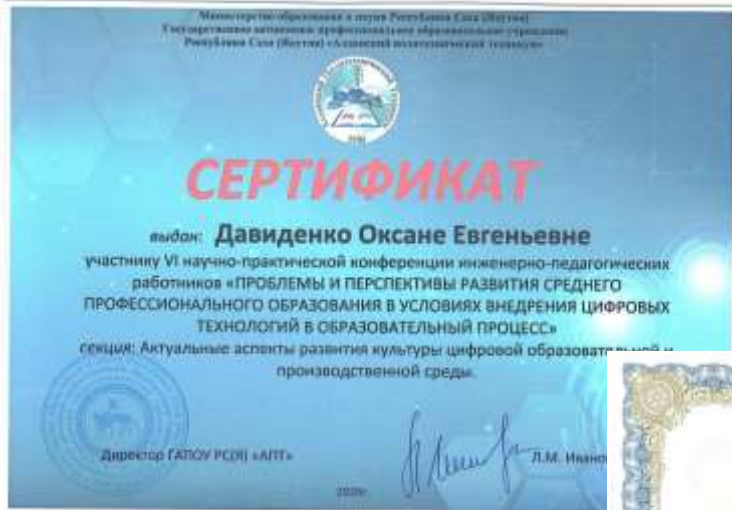 Министерство образования и науки Республики Саха (Якутия)
Государственное автономное профессиональное образовательное учреждение
Республики Саха (Якутия) «Алданский политехнический техникум»
СЕРТИФИКАТ
выдан: Давиденко Оксане Евгеньевне
участнику VI научно-практической конференции инженерно-педагогических
работников «ПРОБЛЕМЫ И ПЕРСПЕКТИВЫ РАЗВИТИЯ СРЕДНЕГО
ПРОФЕССИОНАЛЬНОГО ОБРАЗОВАНИЯ В УСЛОВИЯХ ВНЕДРЕНИЯ ЦИФРОВЫХ
ТЕХНОЛОГИЙ В ОБРАЗОВАТЕЛЬНЫЙ ПРОЦЕСС»
секция: Актуальные аспекты развития культуры цифровой образовательной и
производственной среды.
Директор ГАПОУ РС(Я) «АПТ»
Л.М. Иванов
2020г